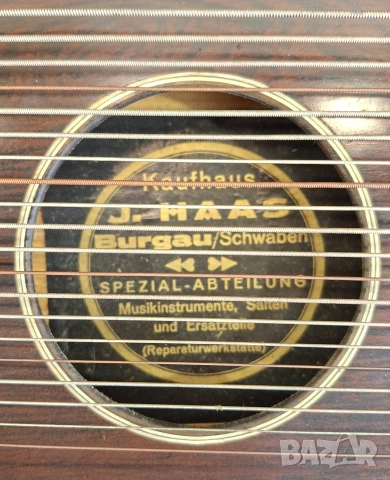 Kaufhaus
J. HAAS
Burgau/Schwaben
SPEZIAL-ABTEILUNG
Musikinstrumente, Saiten
und Ersatzteile
(Reparaturwerkstätte)
BAZAR